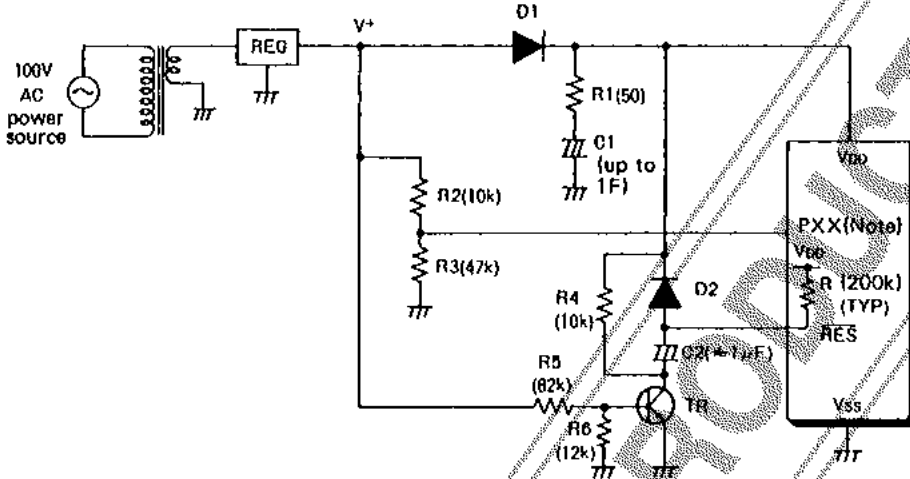 D1
V+
REG
100V
AC
power
source
R1(50)
C1
(up to
1F)
R2(10k)
R3(47k)
VDD
PXX(Note)
VDD
R (200k)
(TYP)
RES
R4
(10k)
D2
C2(≈1μF)
R5
(82k)
TR
R6
(12k)
VSS